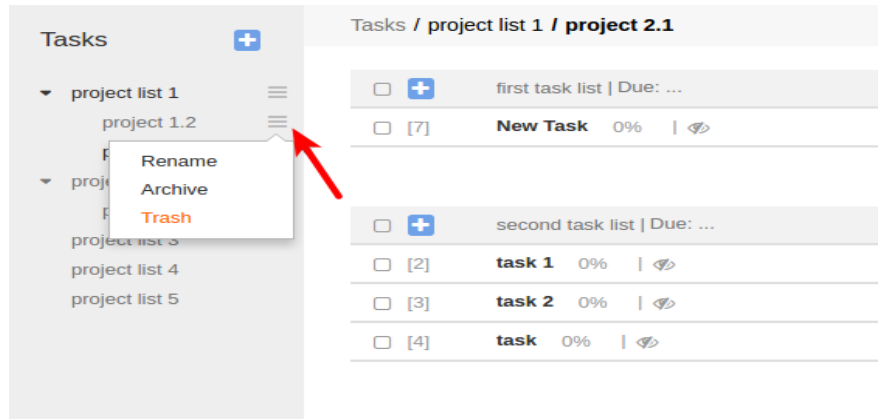 Tasks
project list 1
project 1.2
Rename
Archive
Trash
project list 3
project list 4
project list 5
Tasks / project list 1 / project 2.1
first task list | Due: ...
[7] New Task 0% |
second task list | Due: ...
[2] task 1 0% |
[3] task 2 0% |
[4] task 0% |